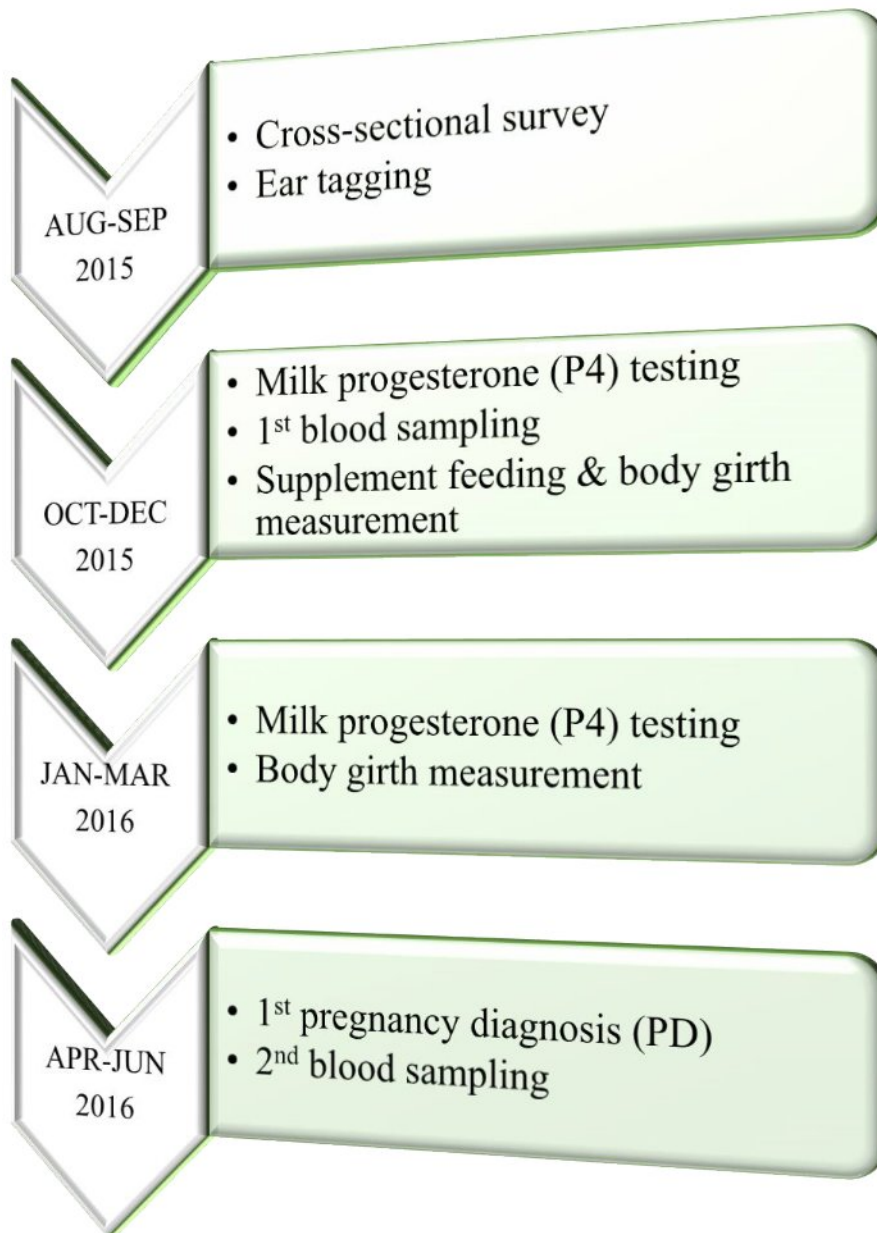 AUG-SEP
2015
• Cross-sectional survey
• Ear tagging
OCT-DEC
2015
• Milk progesterone (P4) testing
• 1st blood sampling
• Supplement feeding & body girth
measurement
JAN-MAR
2016
• Milk progesterone (P4) testing
• Body girth measurement
APR-JUN
2016
• 1st pregnancy diagnosis (PD)
• 2nd blood sampling